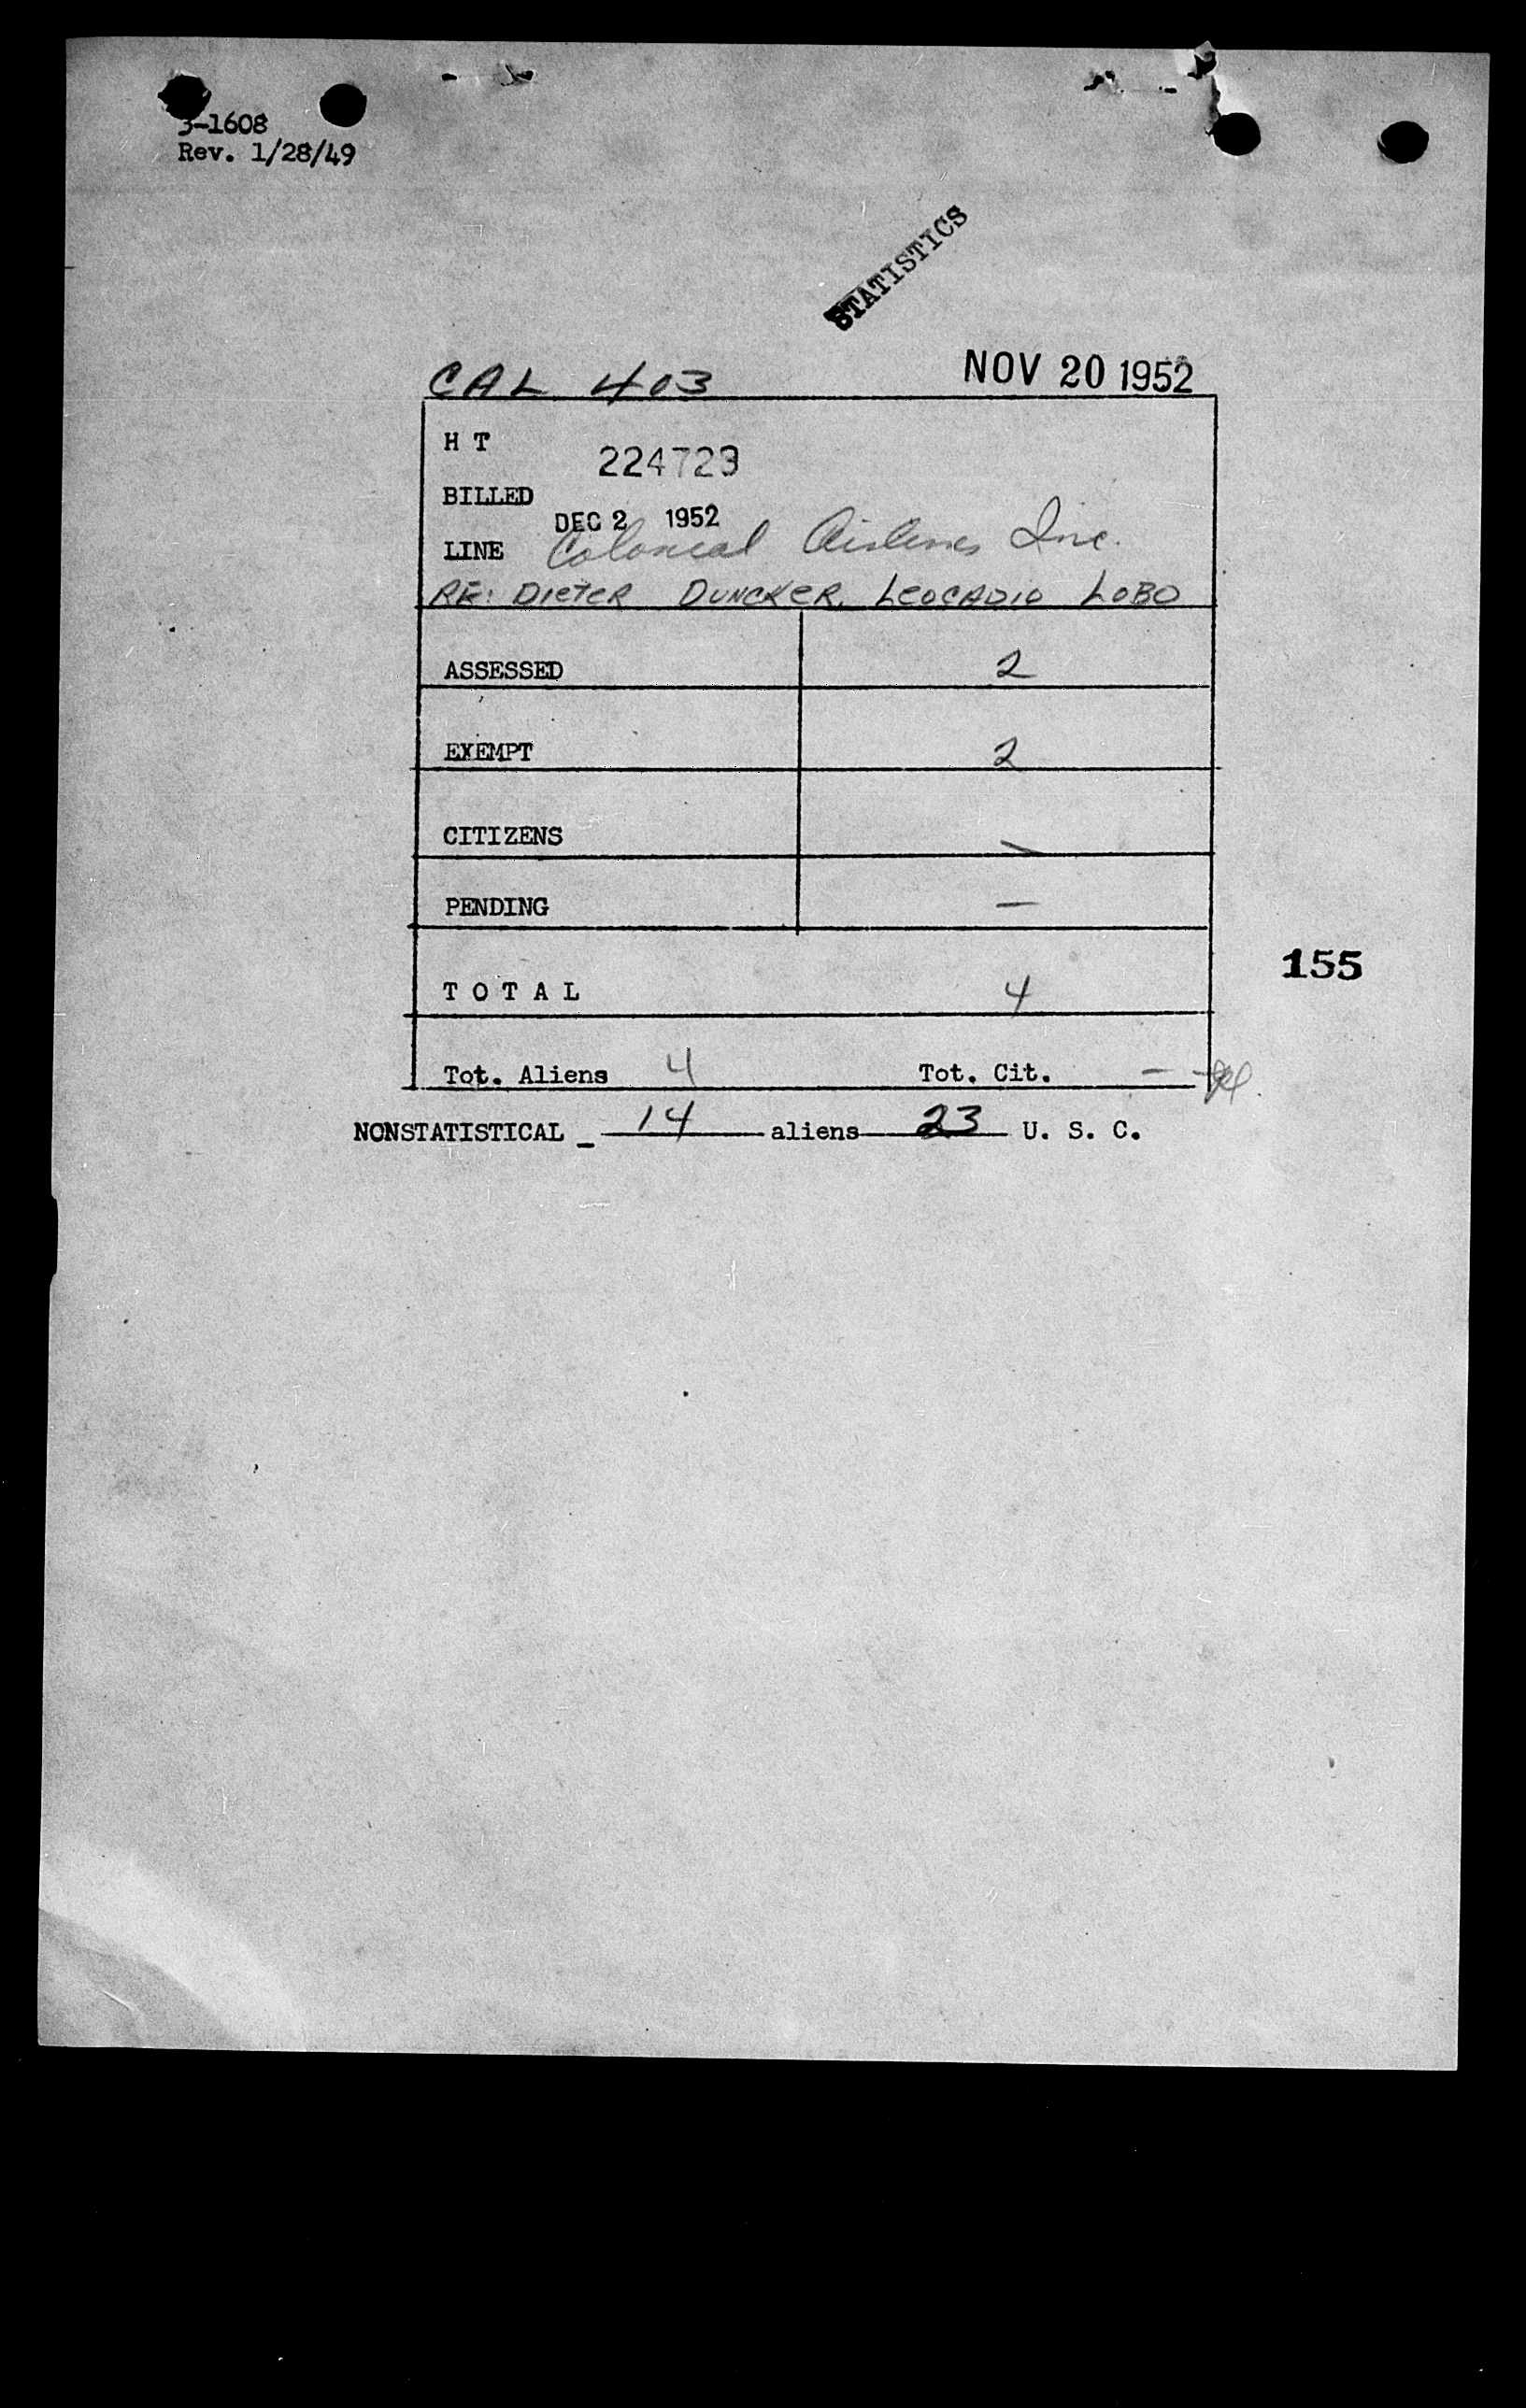 3-1608
Rev. 1/28/49
STATISTICS
CAL 403 NOV 20 1952
H T 224723
BILLED DEC 2 1952
LINE Colonial Airlines Inc.
RE: DIETER DUNCKER, LEOCADIO LOBO
ASSESSED 2
EXEMPT 2
CITIZENS —
PENDING —
T O T A L 4
155
Tot. Aliens 4 Tot. Cit. -
NONSTATISTICAL 14 aliens 23 U. S. C.